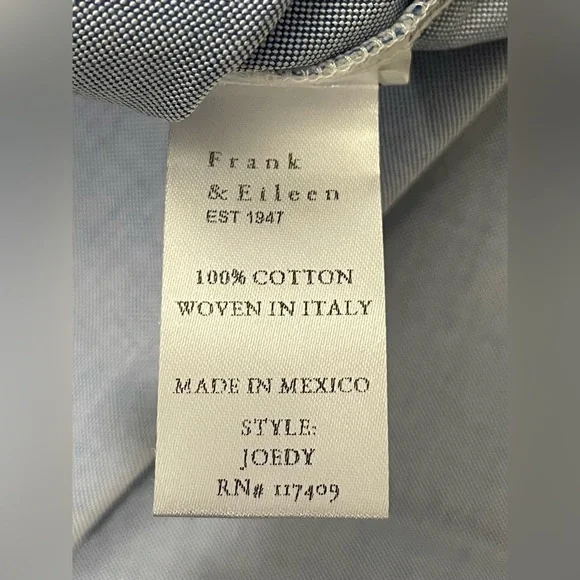 Frank
& Eileen
EST 1947
100% COTTON
WOVEN IN ITALY
MADE IN MEXICO
STYLE:
JOEDY
RN# 117409